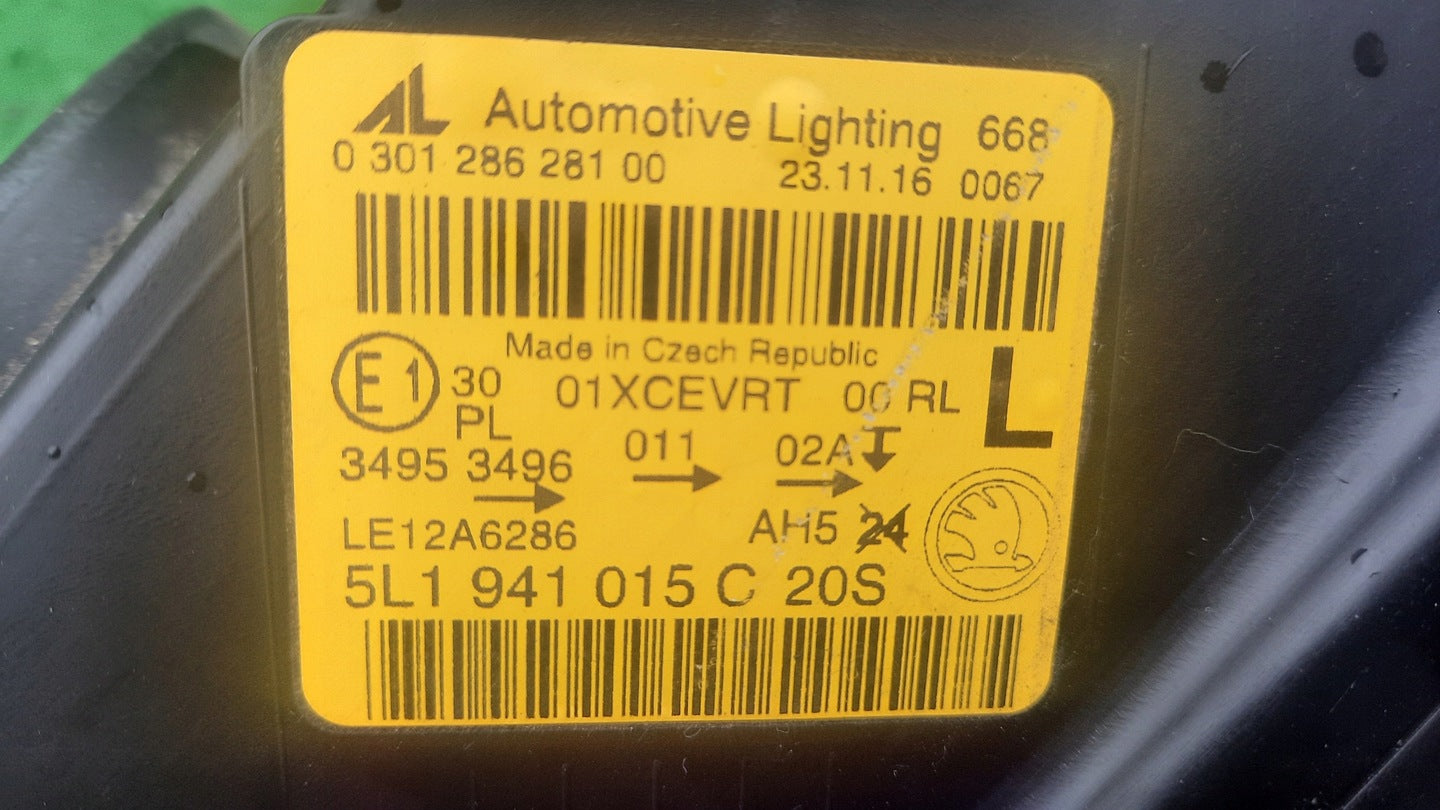 AL Automotive Lighting 668
0 301 286 281 00 23.11.16 0067
Made in Czech Republic
E1 30 01XCEVRT 00 RL L
PL
3495 3496 011 02A
LE12A6286 AH5 24
5L1 941 015 C 20S